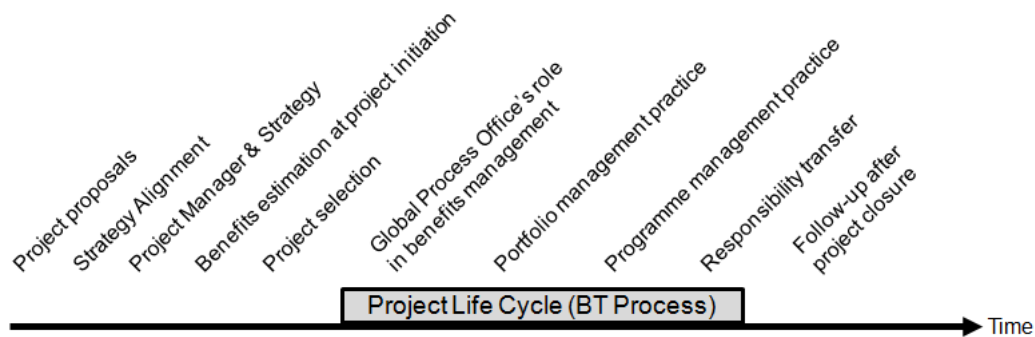 Project proposals
Strategy Alignment
Project Manager & Strategy
Benefits estimation at project initiation
Project selection
Global Process Office's role
in benefits management
Portfolio management practice
Programme management practice
Responsibility transfer
Follow-up after
project closure
Project Life Cycle (BT Process)
Time